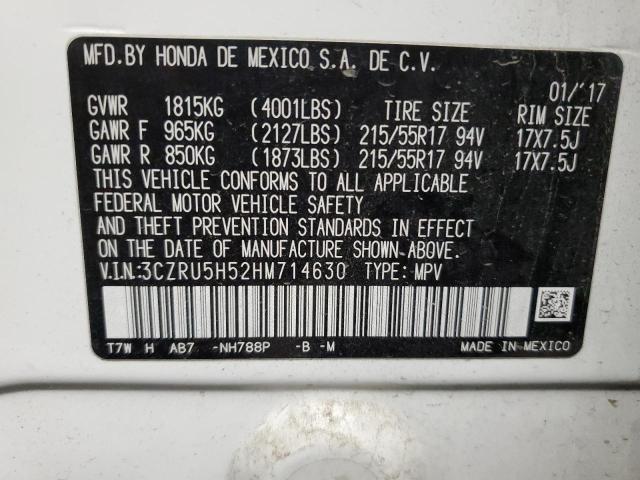 MFD.BY HONDA DE MEXICO S.A. DE C.V.
01/'17
GVWR 1815KG (4001LBS) TIRE SIZE RIM SIZE
GAWR F 965KG (2127LBS) 215/55R17 94V 17X7.5J
GAWR R 850KG (1873LBS) 215/55R17 94V 17X7.5J
THIS VEHICLE CONFORMS TO ALL APPLICABLE
FEDERAL MOTOR VEHICLE SAFETY
AND THEFT PREVENTION STANDARDS IN EFFECT
ON THE DATE OF MANUFACTURE SHOWN ABOVE.
V.I.N:3CZRU5H52HM714630 TYPE: MPV
T7W H AB7 -NH788P -B -M MADE IN MEXICO